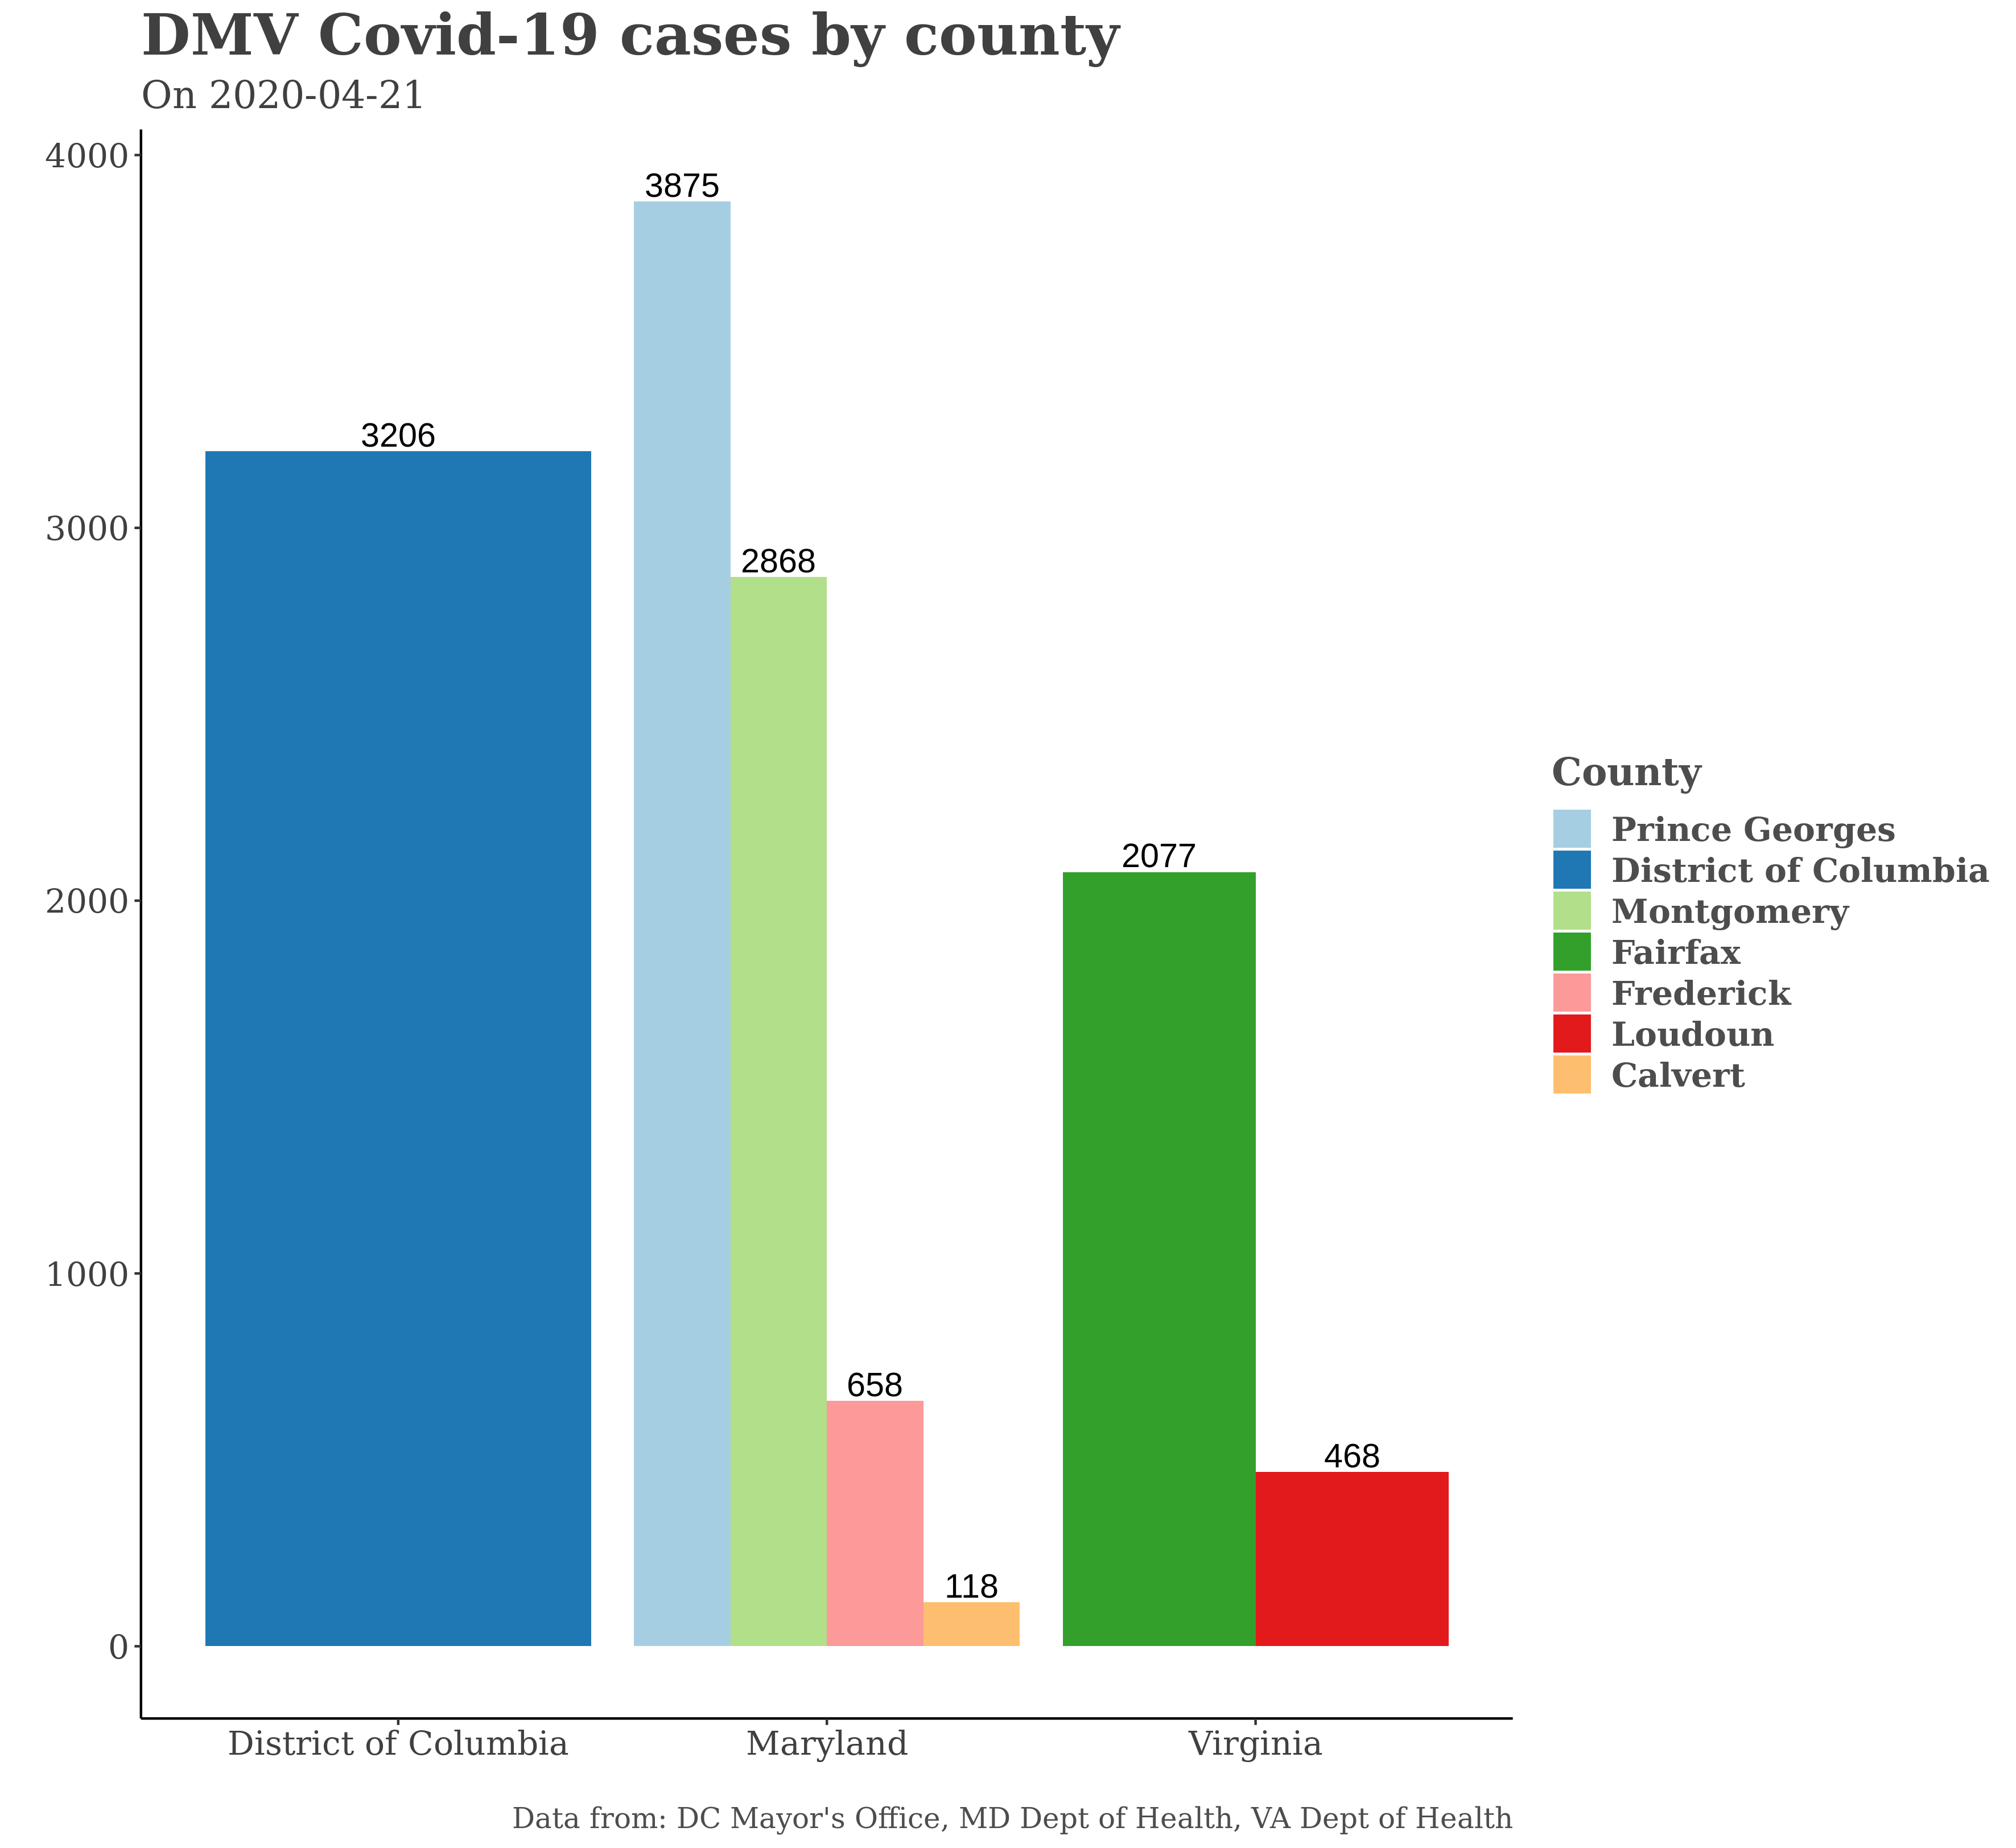 DMV Covid-19 cases by county
On 2020-04-21
4000
3000
2000
1000
0
3206
3875
2868
658
118
2077
468
District of Columbia
Maryland
Virginia
County
Prince Georges
District of Columbia
Montgomery
Fairfax
Frederick
Loudoun
Calvert
Data from: DC Mayor's Office, MD Dept of Health, VA Dept of Health